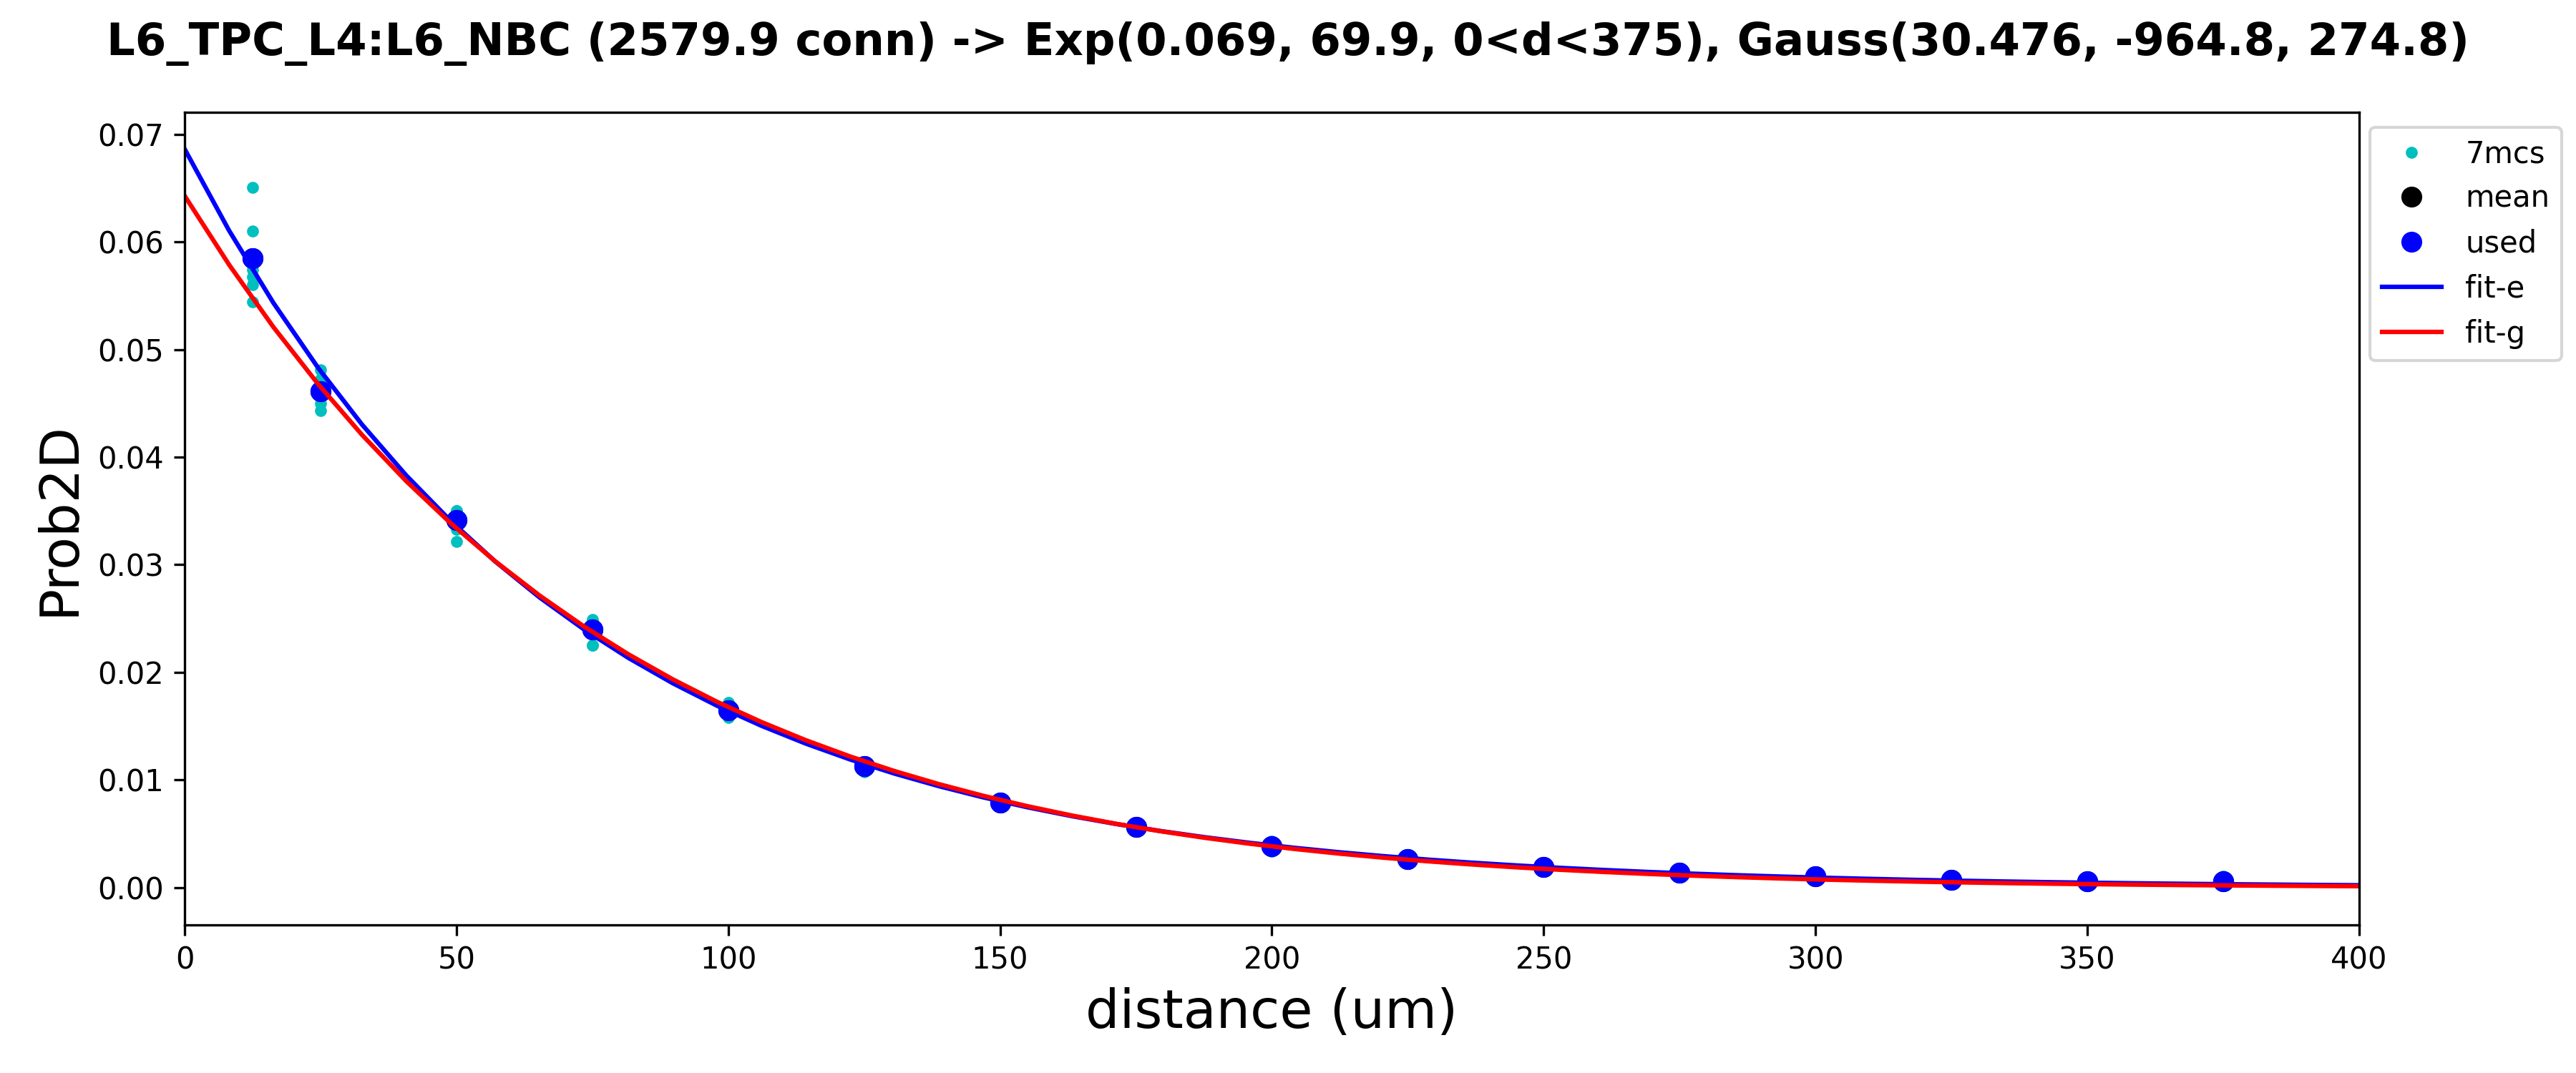 L6_TPC_L4:L6_NBC (2579.9 conn) -> Exp(0.069, 69.9, 0<d<375), Gauss(30.476, -964.8, 274.8)
0.07
0.06
0.05
0.04
0.03
0.02
0.01
0.00
Prob2D
0 50 100 150 200 250 300 350 400
distance (um)
7mcs
mean
used
fit-e
fit-g